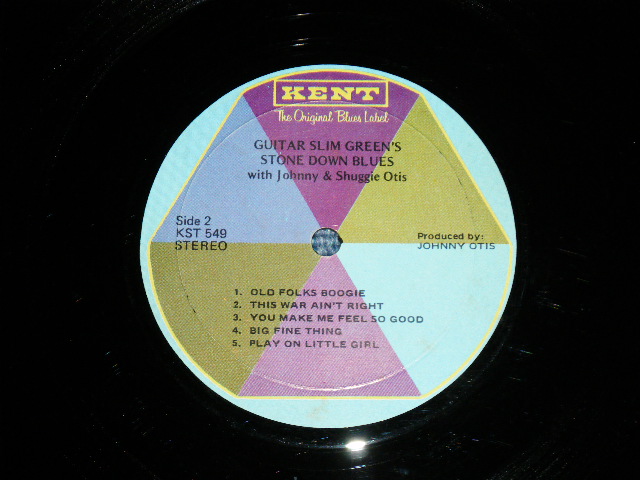 KENT
The Original Blues Label
GUITAR SLIM GREEN'S
STONE DOWN BLUES
with Johnny & Shuggie Otis
Side 2
KST 549
STEREO
Produced by:
JOHNNY OTIS
1. OLD FOLKS BOOGIE
2. THIS WAR AIN'T RIGHT
3. YOU MAKE ME FEEL SO GOOD
4. BIG FINE THING
5. PLAY ON LITTLE GIRL